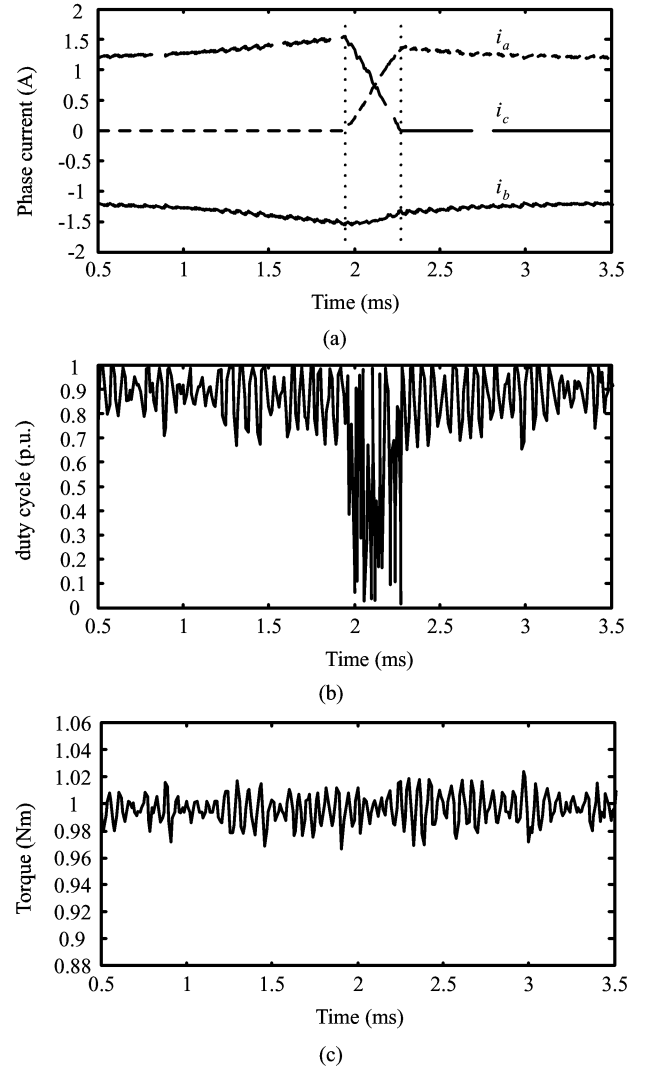 2
1.5
1
0.5
0
-0.5
-1
-1.5
-2
Phase current (A)
i_a
i_c
i_b
0.5 1 1.5 2 2.5 3 3.5
Time (ms)
(a)
1
0.9
0.8
0.7
0.6
0.5
0.4
0.3
0.2
0.1
0
duty cycle (p.u.)
0.5 1 1.5 2 2.5 3 3.5
Time (ms)
(b)
1.06
1.04
1.02
1
0.98
0.96
0.94
0.92
0.9
0.88
Torque (Nm)
0.5 1 1.5 2 2.5 3 3.5
Time (ms)
(c)